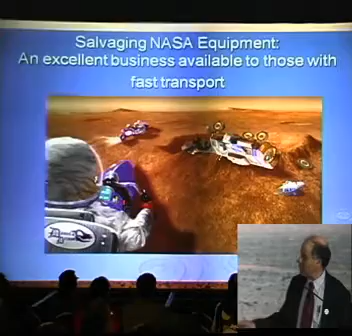 Salvaging NASA Equipment:
An excellent business available to those with
fast transport